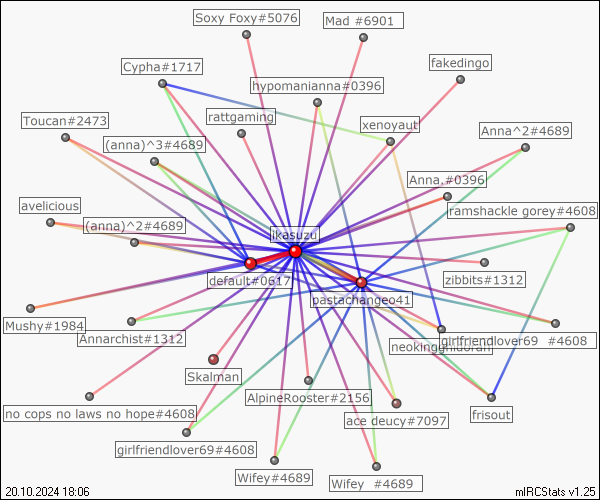 Soxy Foxy#5076
Mad #6901
fakedingo
Cypha#1717
hypomanianna#0396
rattgaming
Toucan#2473
xenoyaut
Anna^2#4689
(anna)^3#4689
Anna,#0396
avelicious
ramshackle gorey#4608
(anna)^2#4689
ikasuzu
default#0617
zibbits#1312
pastachangeo41
Mushy#1984
Annarchist#1312
neokingghidorah
girlfriendlover69 #4608
Skalman
AlpineRooster#2156
no cops no laws no hope#4608
ace deucy#7097
frisout
girlfriendlover69#4608
Wifey#4689
Wifey #4689
20.10.2024 18:06
mIRCStats v1.25